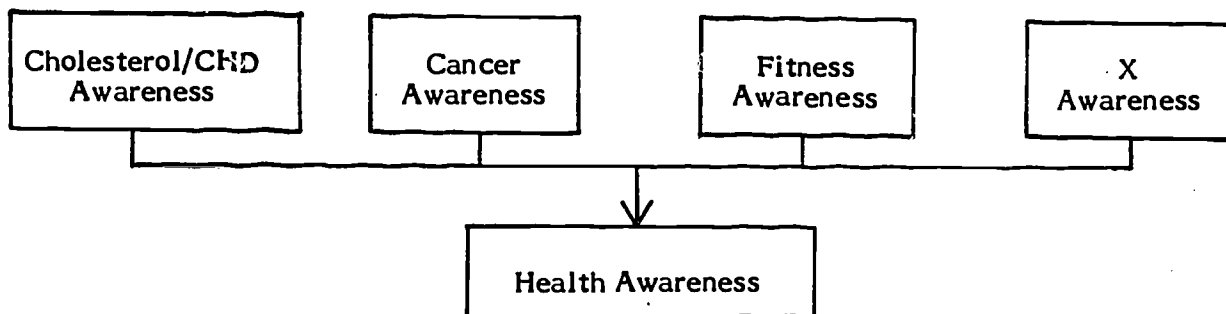 Cholesterol/CHD
Awareness
Cancer
Awareness
Fitness
Awareness
X
Awareness
Health Awareness